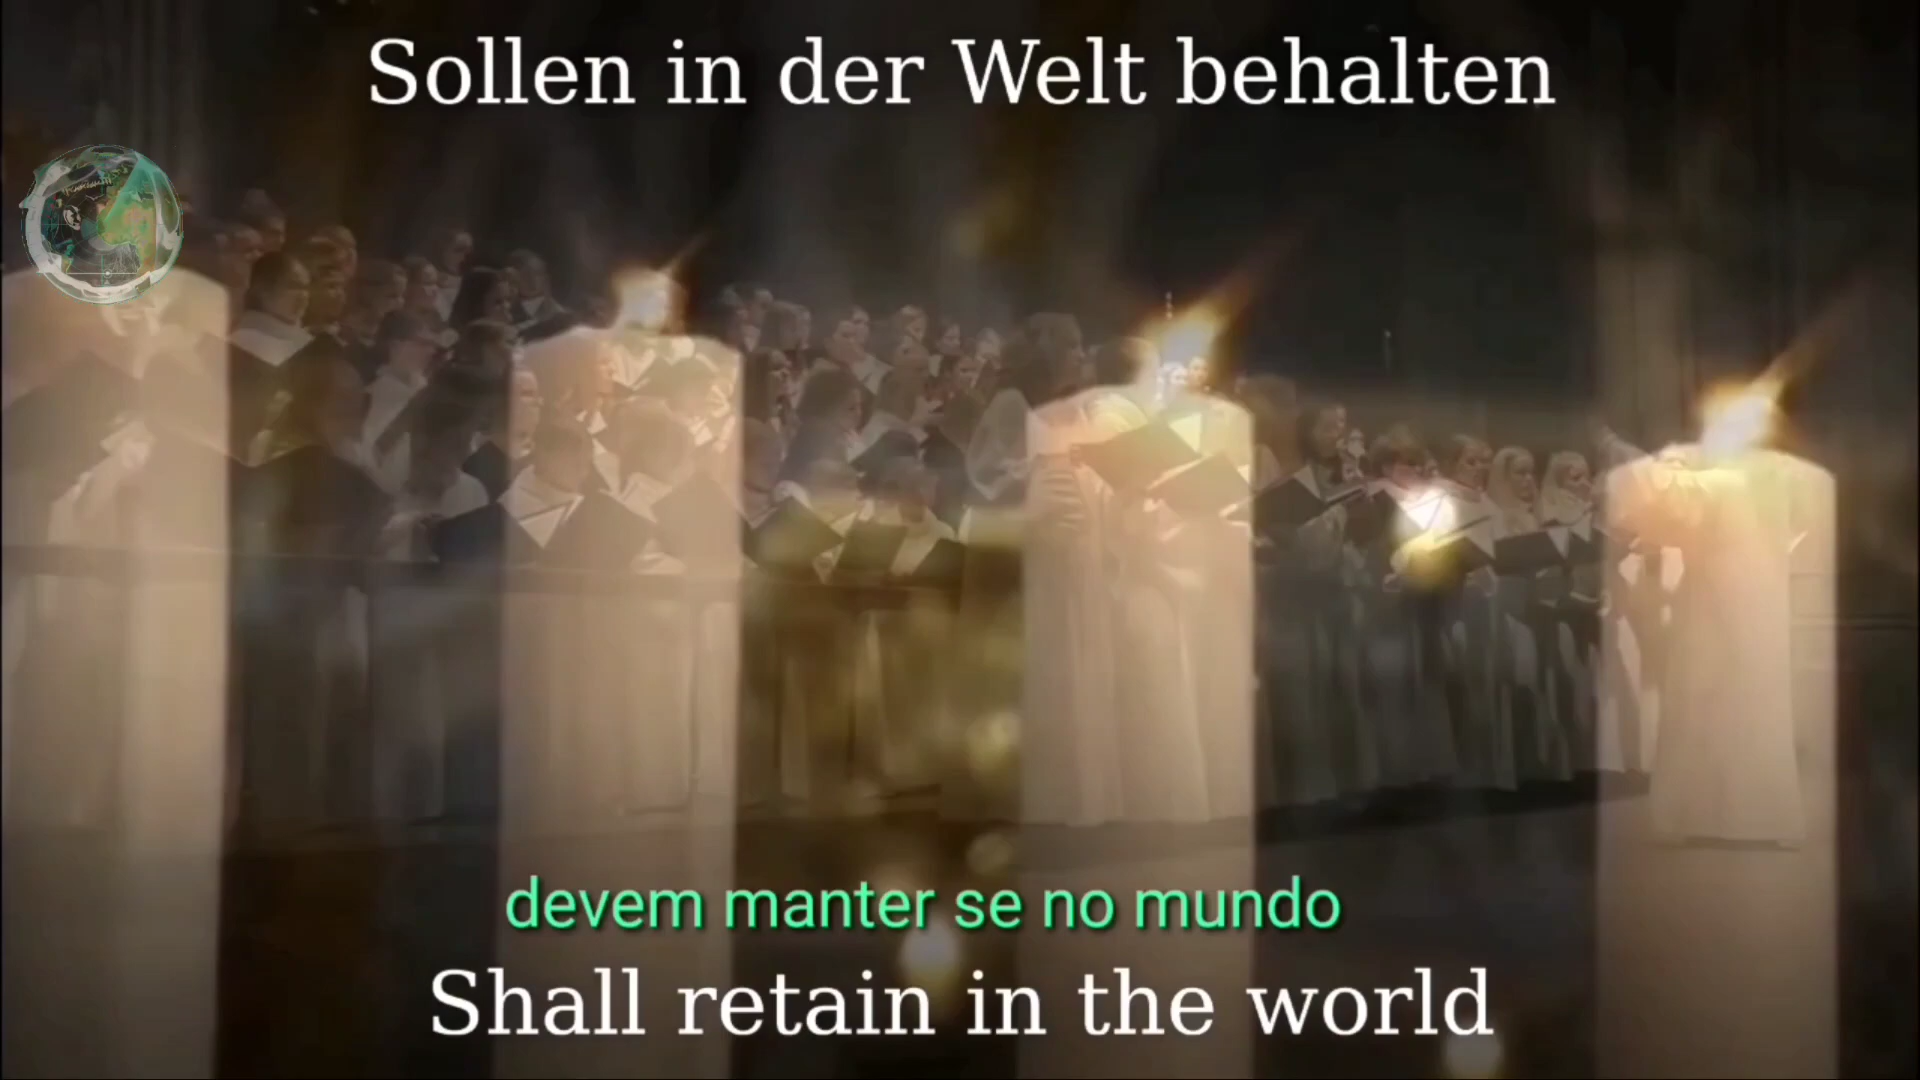 Sollen in der Welt behalten
devem manter se no mundo
Shall retain in the world